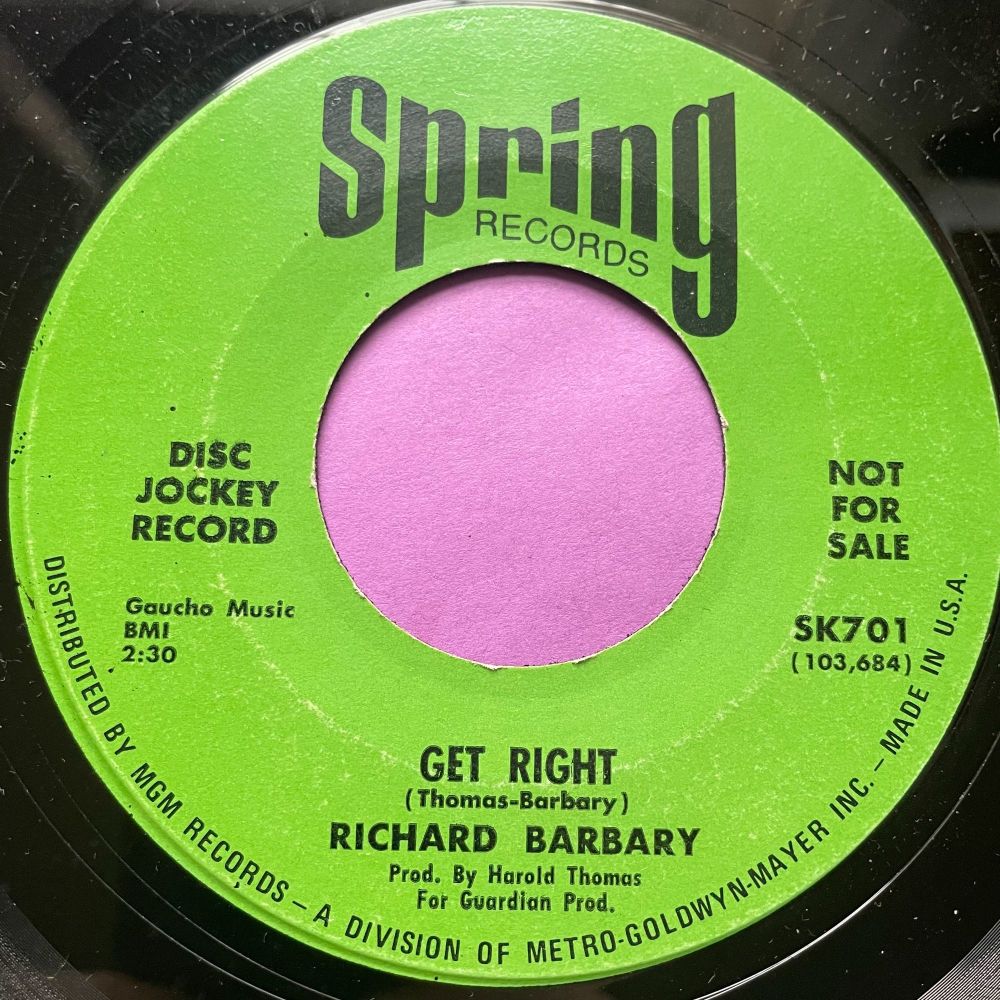 Spring
RECORDS
DISC
JOCKEY
RECORD
NOT
FOR
SALE
Gaucho Music
BMI
2:30
SK701
(103,684)
GET RIGHT
(Thomas-Barbary)
RICHARD BARBARY
Prod. By Harold Thomas
For Guardian Prod.
DISTRIBUTED BY MGM RECORDS – A DIVISION OF METRO-GOLDWYN-MAYER INC. – MADE IN U.S.A.